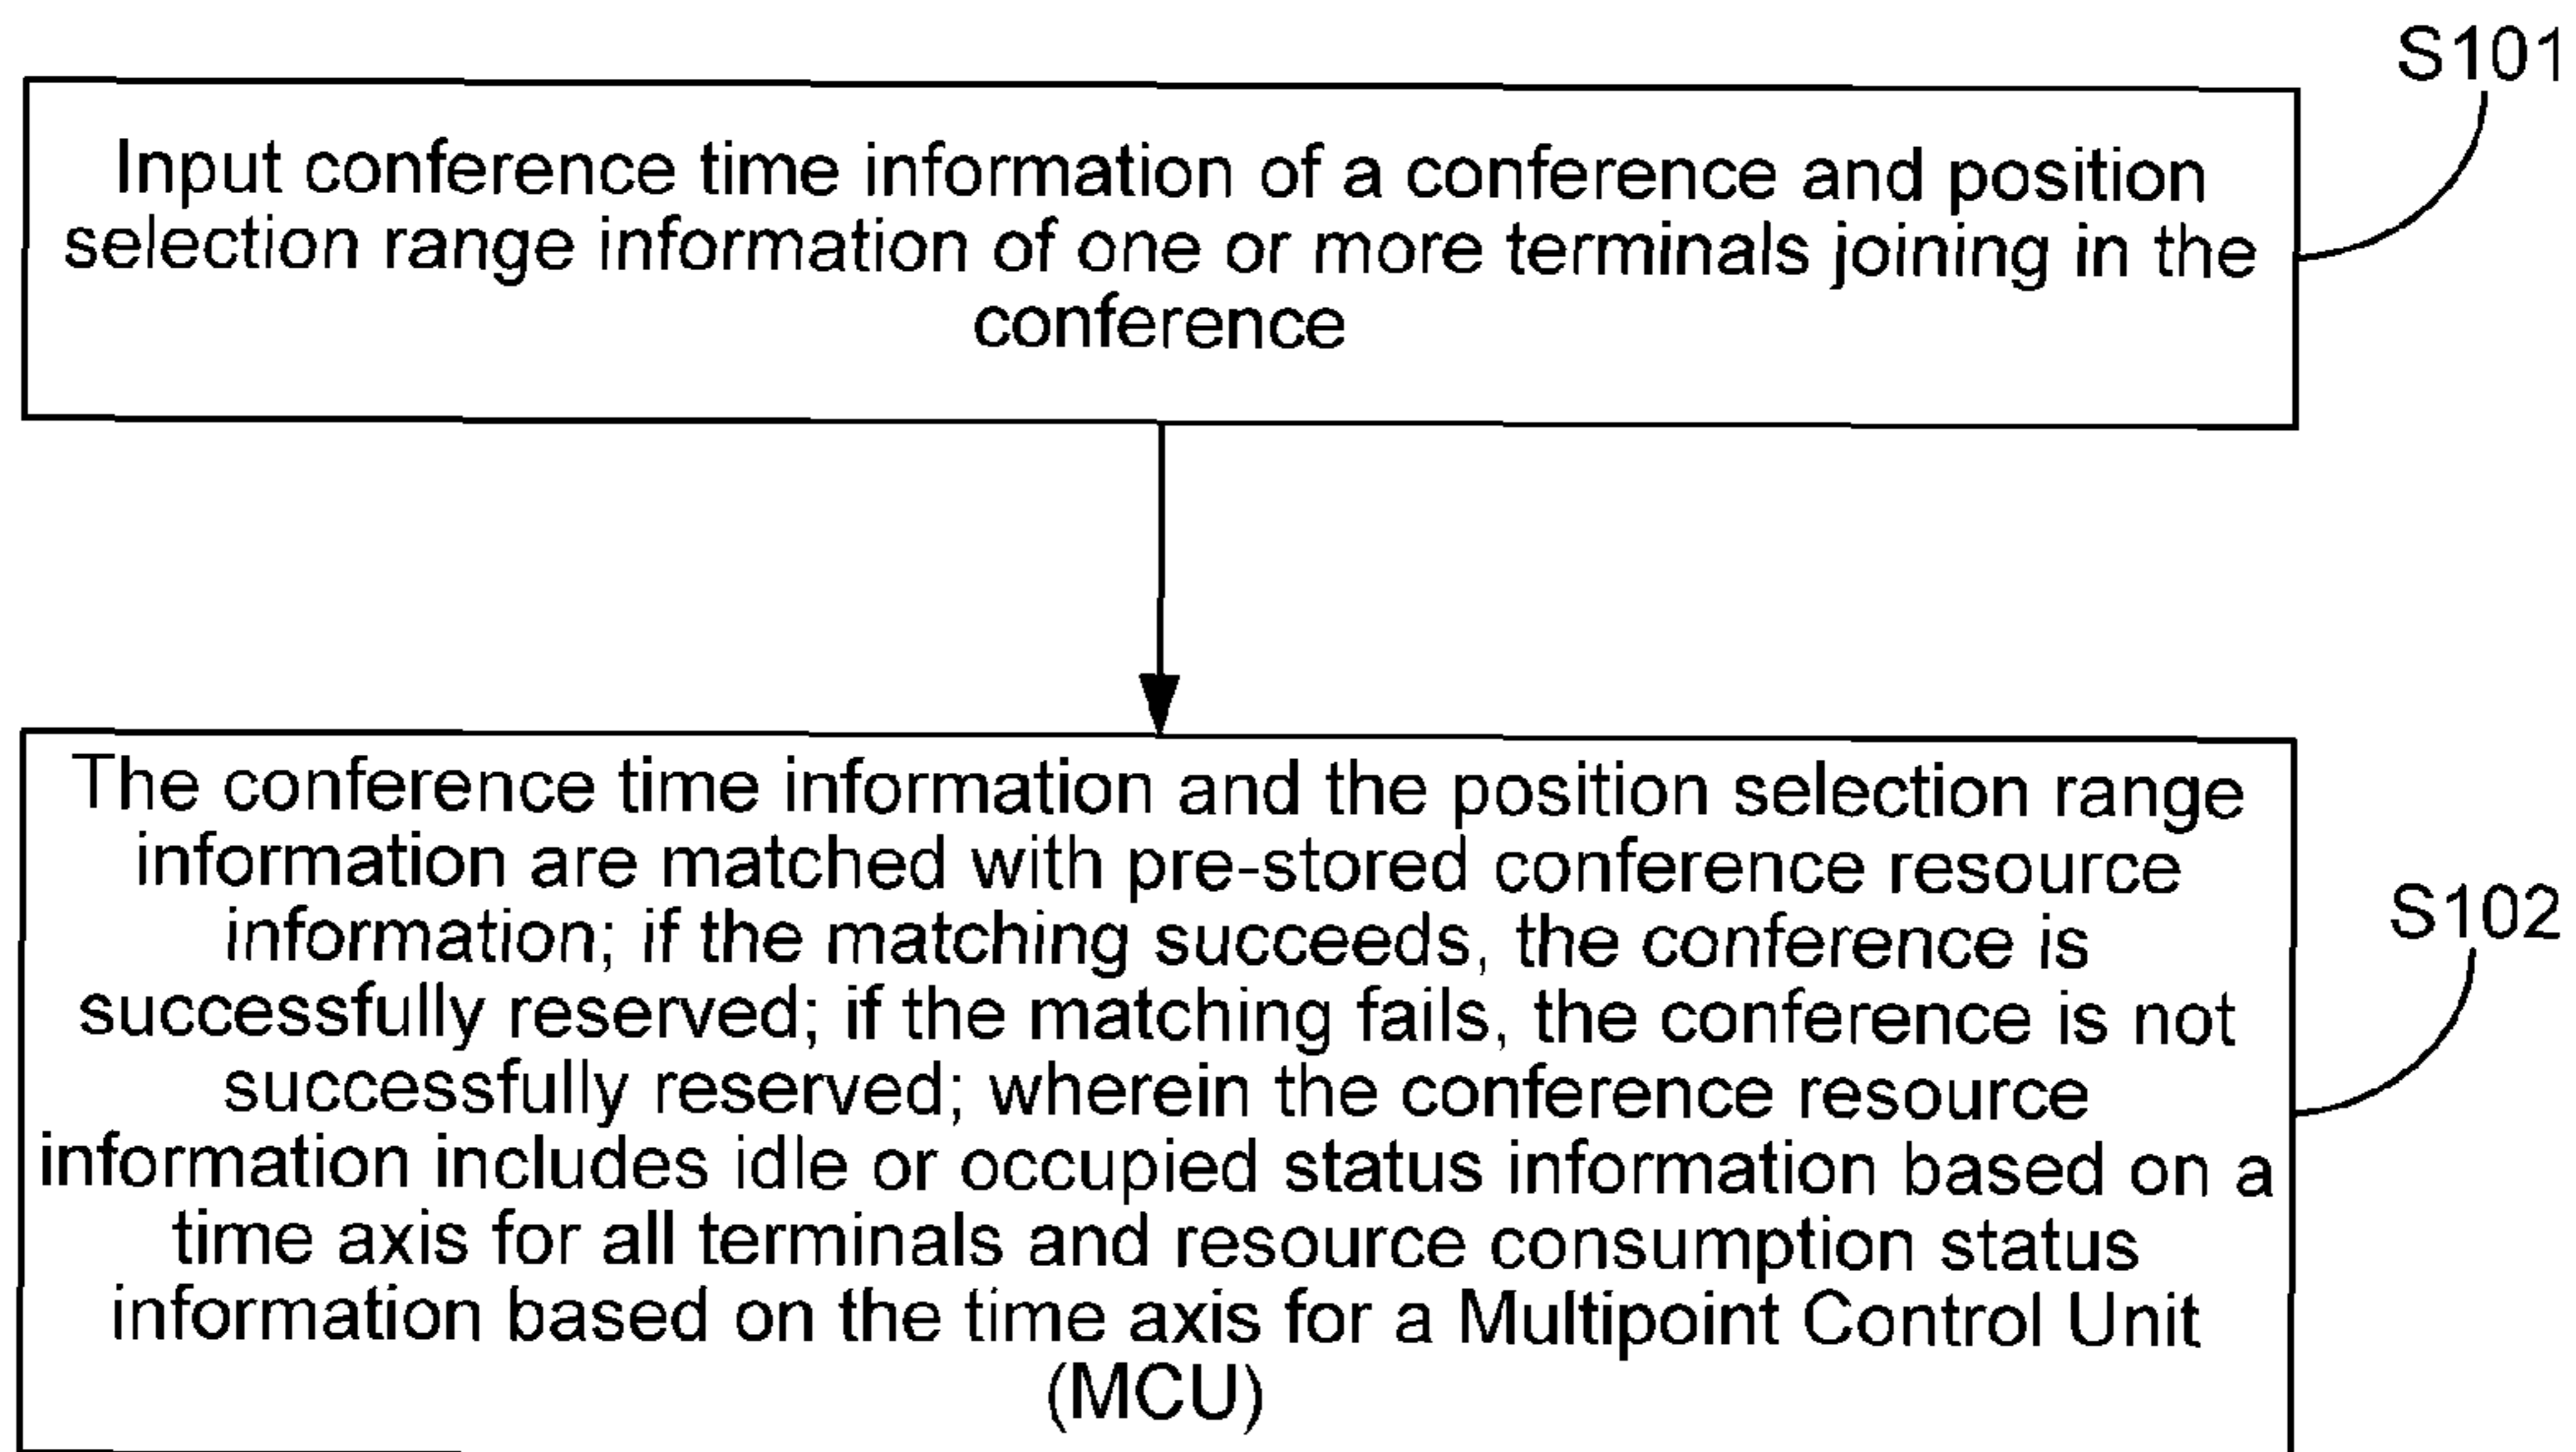 S101
Input conference time information of a conference and position
selection range information of one or more terminals joining in the
conference
The conference time information and the position selection range
information are matched with pre-stored conference resource
information; if the matching succeeds, the conference is
successfully reserved; if the matching fails, the conference is not
successfully reserved; wherein the conference resource
information includes idle or occupied status information based on a
time axis for all terminals and resource consumption status
information based on the time axis for a Multipoint Control Unit
(MCU)
S102